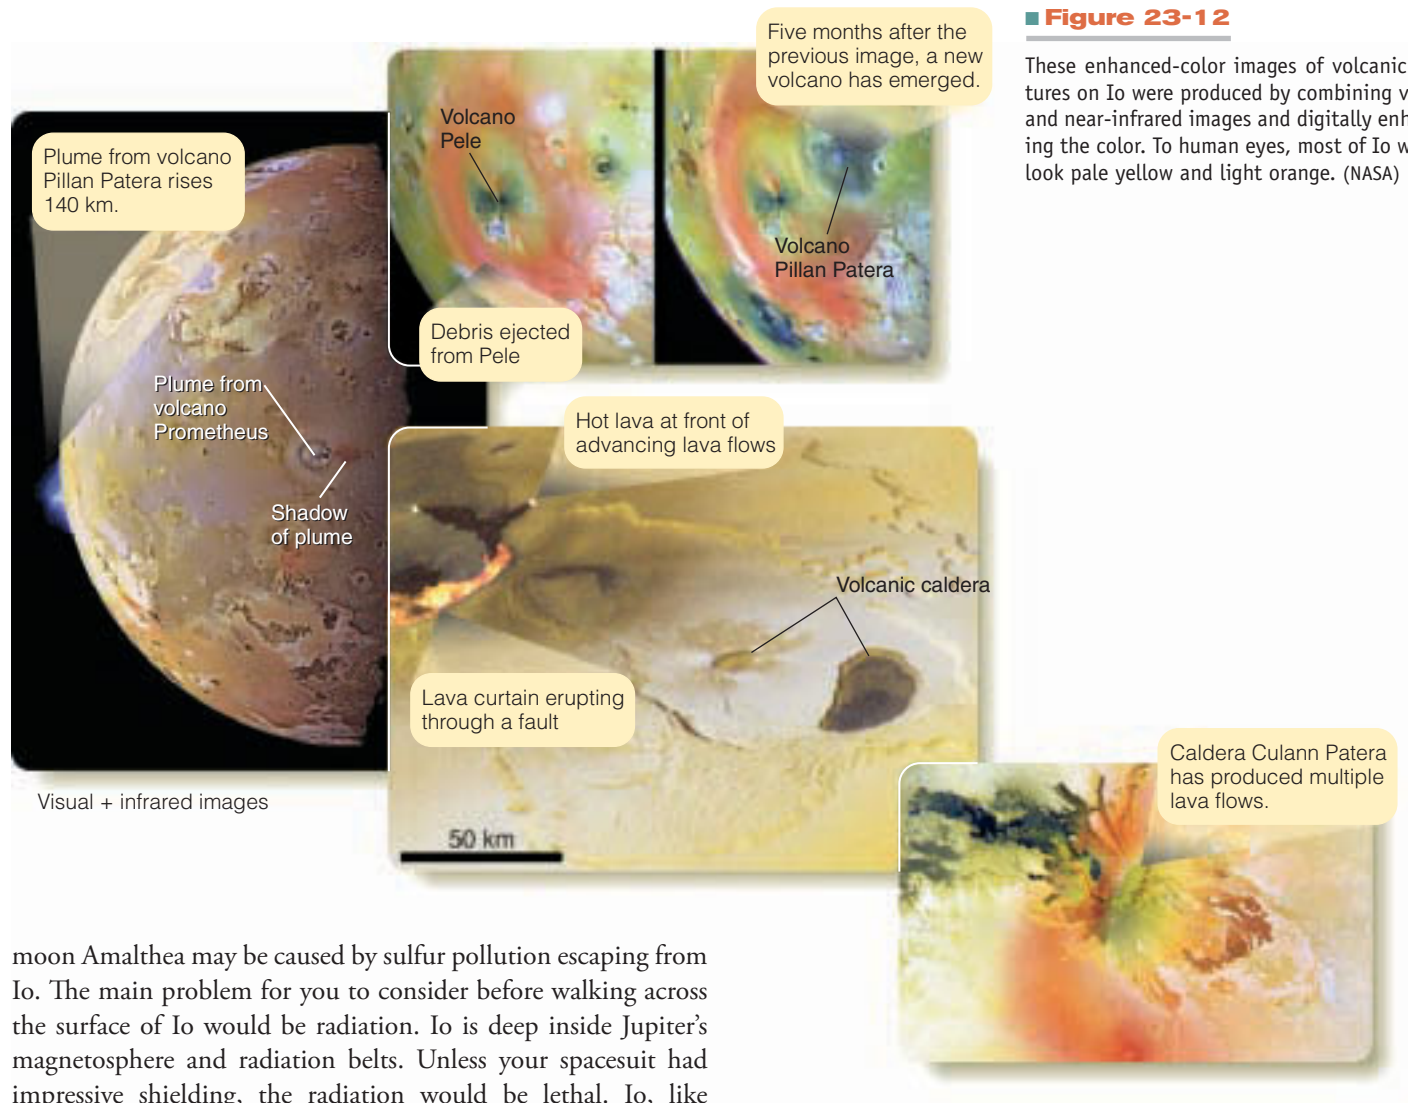 Figure 23-12
These enhanced-color images of volcanic
tures on Io were produced by combining v
and near-infrared images and digitally enh
ing the color. To human eyes, most of Io w
look pale yellow and light orange. (NASA)
Five months after the
previous image, a new
volcano has emerged.
Volcano
Pele
Volcano
Pillan Patera
Debris ejected
from Pele
Plume from volcano
Pillan Patera rises
140 km.
Plume from
volcano
Prometheus
Shadow
of plume
Visual + infrared images
Hot lava at front of
advancing lava flows
Volcanic caldera
Lava curtain erupting
through a fault
50 km
Caldera Culann Patera
has produced multiple
lava flows.
moon Amalthea may be caused by sulfur pollution escaping from
Io. The main problem for you to consider before walking across
the surface of Io would be radiation. Io is deep inside Jupiter's
magnetosphere and radiation belts. Unless your spacesuit had
impressive shielding, the radiation would be lethal. Io, like